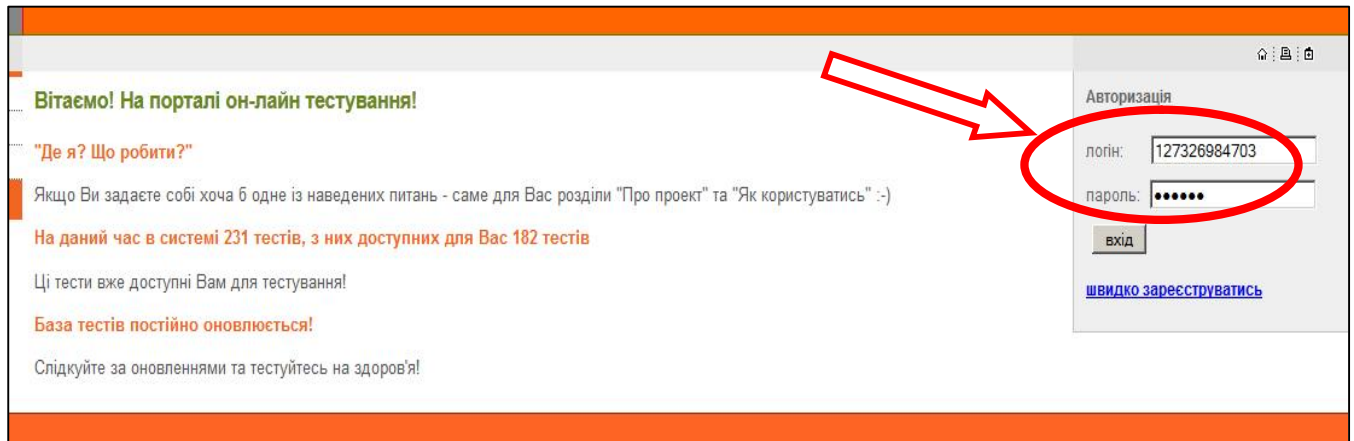 Вітаємо! На порталі он-лайн тестування!
"Де я? Що робити?"
Якщо Ви задаєте собі хоча б одне із наведених питань - саме для Вас розділи "Про проект" та "Як користуватись" :-)
На даний час в системі 231 тестів, з них доступних для Вас 182 тестів
Ці тести вже доступні Вам для тестування!
База тестів постійно оновлюється!
Слідкуйте за оновленнями та тестуйтесь на здоров'я!
Авторизація
логін: 127326984703
пароль: ••••••
вхід
швидко зареєструватись